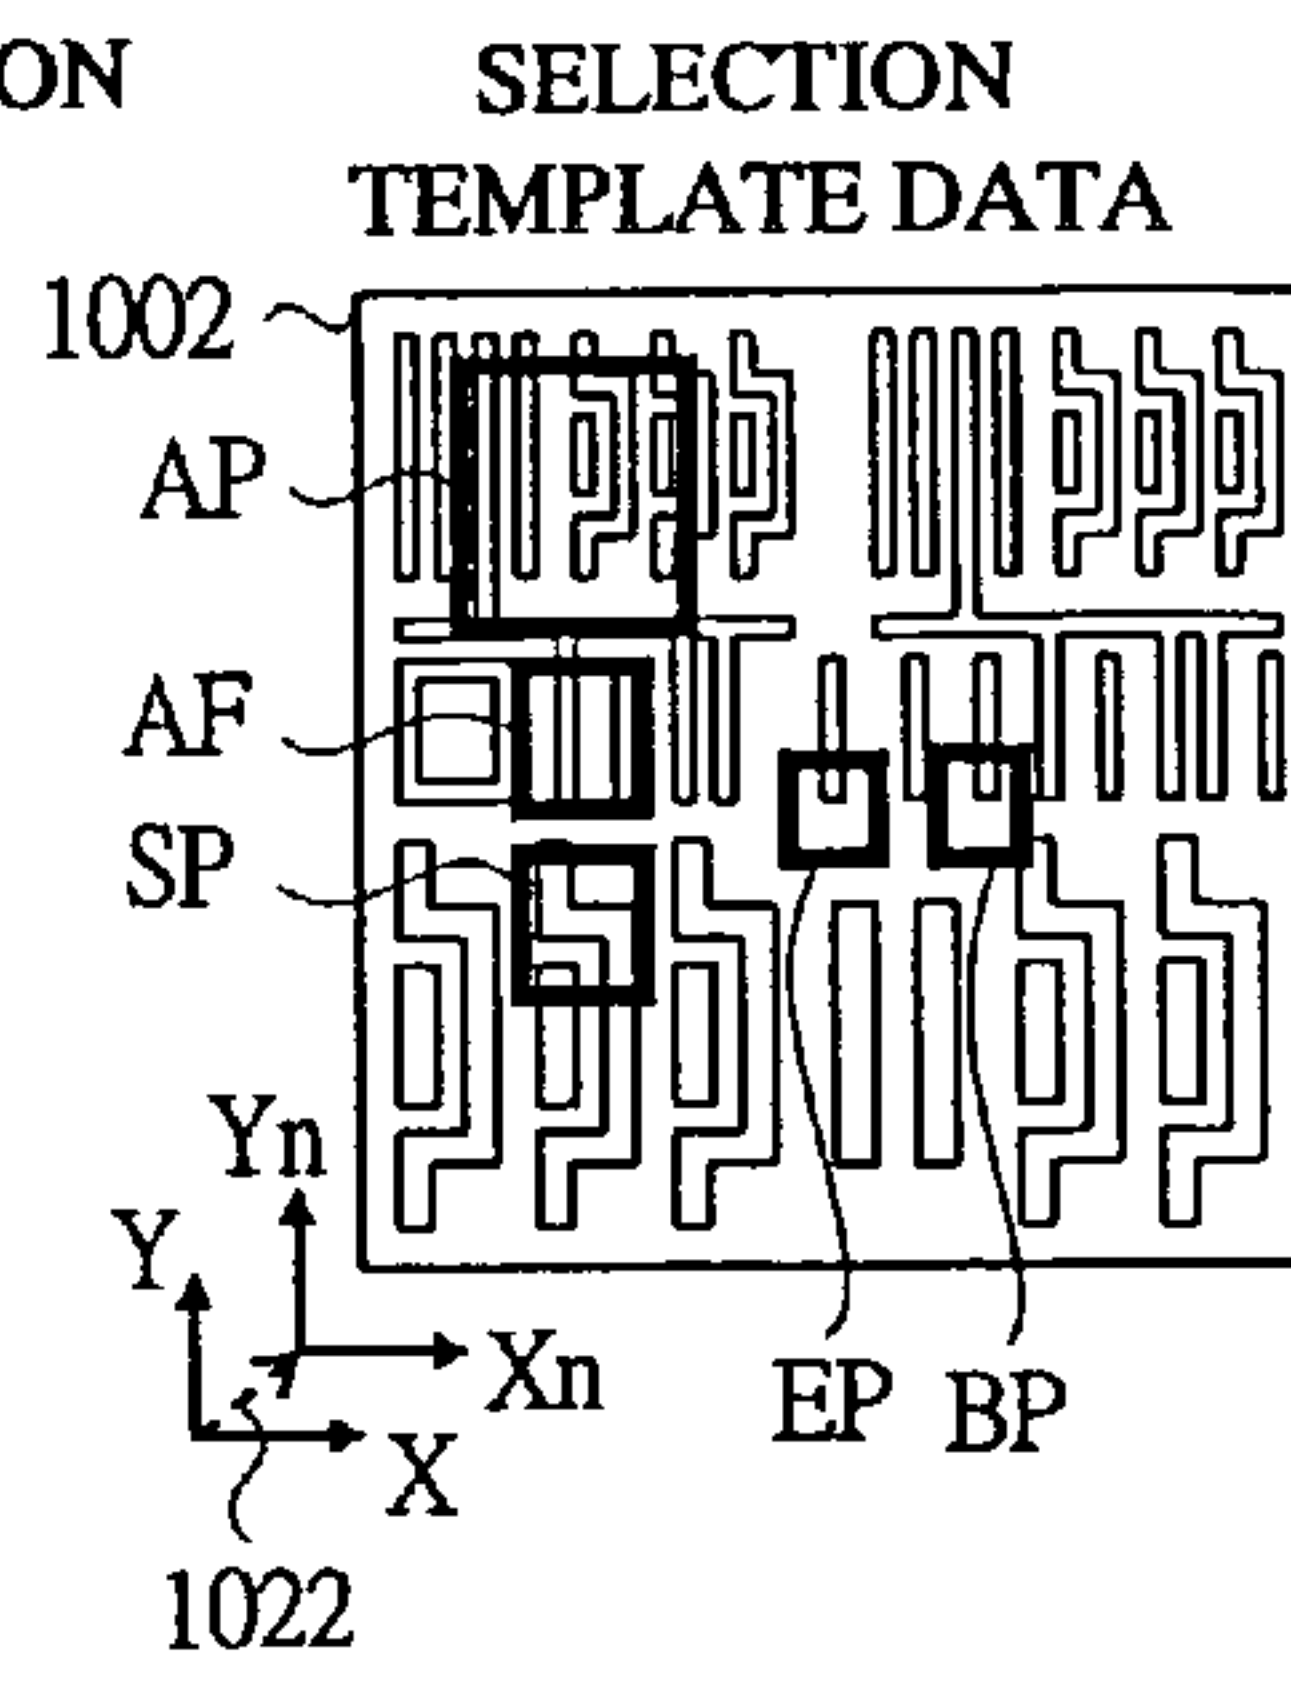 ON
SELECTION
TEMPLATE DATA
1002
AP
AF
SP
Yn
Y
Xn
X
EP
BP
1022